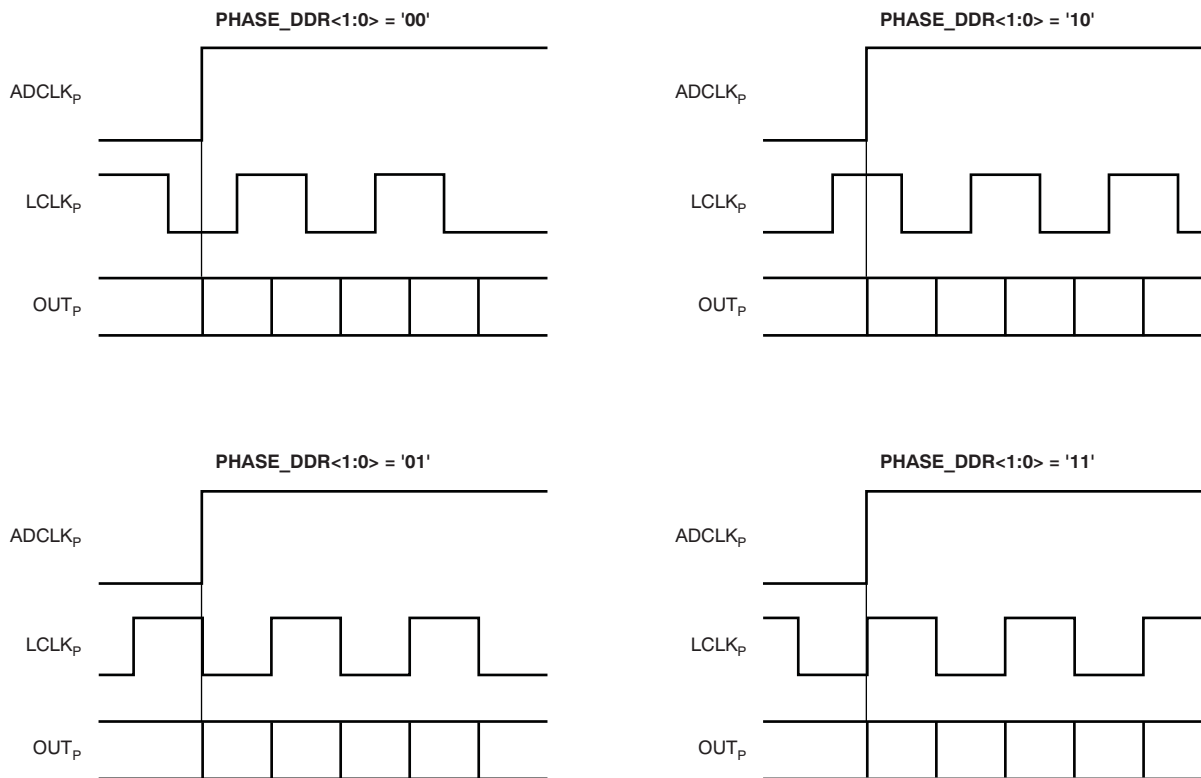 PHASE_DDR<1:0> = '00'
ADCLKP
LCLKP
OUTP
PHASE_DDR<1:0> = '10'
ADCLKP
LCLKP
OUTP
PHASE_DDR<1:0> = '01'
ADCLKP
LCLKP
OUTP
PHASE_DDR<1:0> = '11'
ADCLKP
LCLKP
OUTP